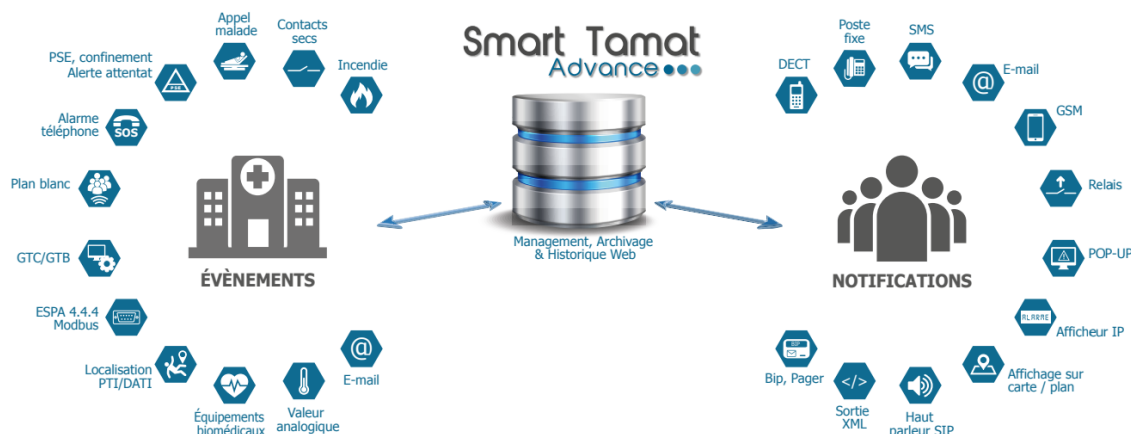 Smart Tamat
Advance
Management, Archivage
& Historique Web
Appel
malade
Contacts
secs
Incendie
PSE, confinement
Alerte attentat
PSE
Alarme
téléphone
SOS
Plan blanc
GTC/GTB
ESPA 4.4.4
Modbus
Localisation
PTI/DATI
Équipements
biomédicaux
Valeur
analogique
@
E-mail
ÉVÈNEMENTS
DECT
Poste
fixe
SMS
@
E-mail
GSM
Relais
POP-UP
ALARME
Afficheur IP
Affichage sur
carte / plan
Haut
parleur SIP
</>
Sortie
XML
Bip, Pager
NOTIFICATIONS